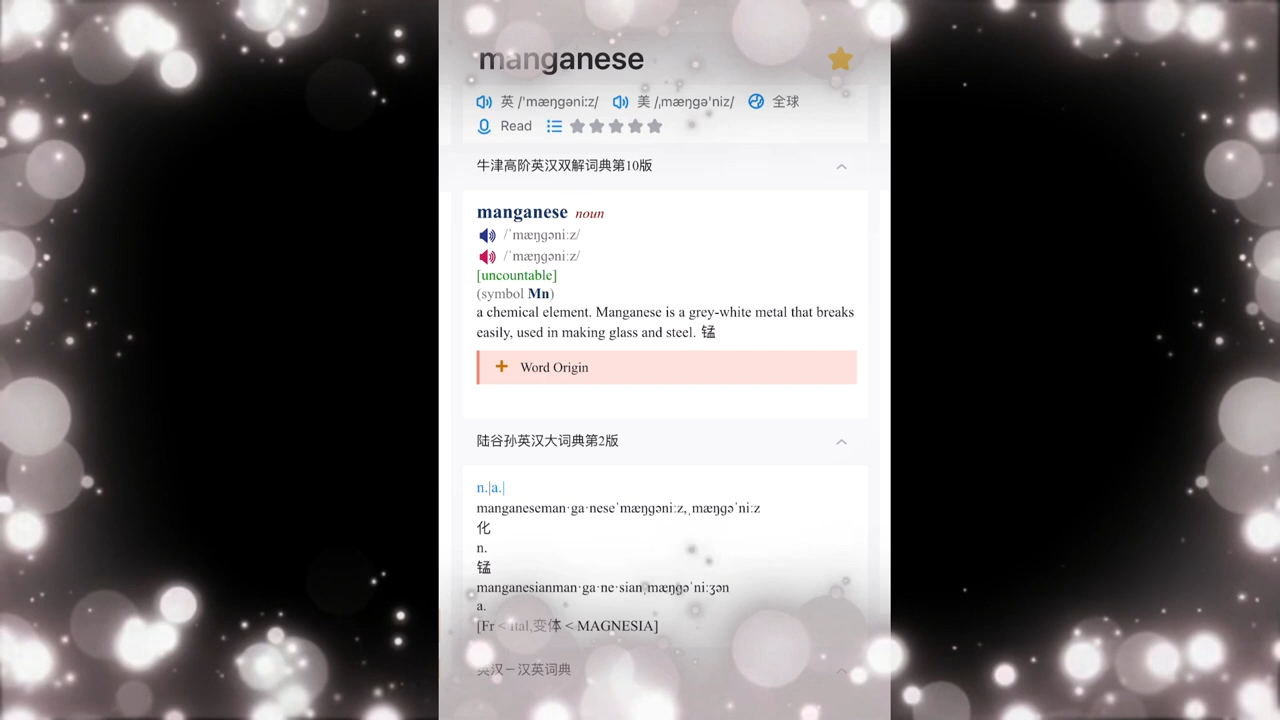 manganese
英 /'mæŋgəni:z/ 美 /ˌmæŋgə'niz/ 全球
Read
牛津高阶英汉双解词典第10版
manganese noun
/ˈmæŋɡəniːz/
/ˈmæŋɡəniːz/
[uncountable]
(symbol Mn)
a chemical element. Manganese is a grey-white metal that breaks
easily, used in making glass and steel. 锰
+ Word Origin
陆谷孙英汉大词典第2版
n.|a.|
manganeseman·ga·neseˈmæŋɡəniːz,ˌmæŋɡəˈniːz
化
n.
锰
manganesianman·ga·ne·sianˌmæŋɡəˈniːʒən
a.
[Fr < Ital,变体 < MAGNESIA]
英汉－汉英词典